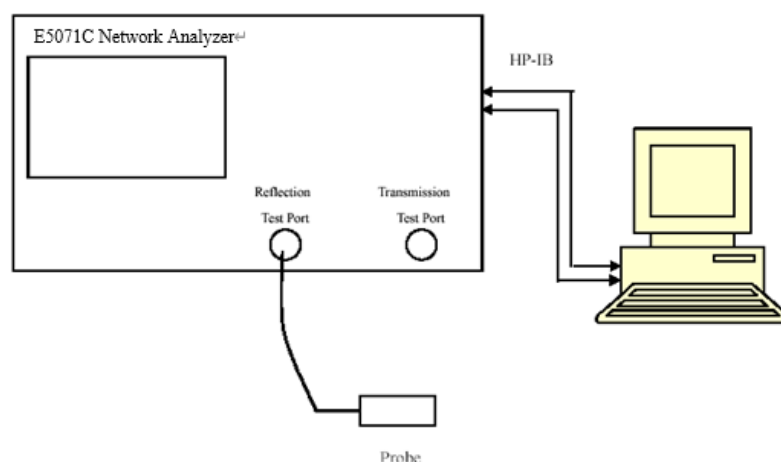 E5071C Network Analyzer↵
HP-IB
Reflection
Transmission
Test Port
Test Port
Probe